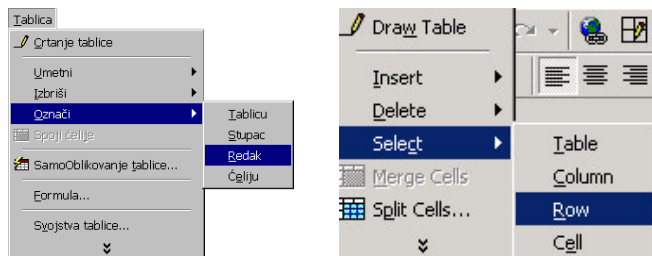 Tablica
Crtanje tablice
Umetni
Izbriši
Označi
Spoji ćelije
SamoOblikovanje tablice...
Formula...
Svojstva tablice...
Tablicu
Stupac
Redak
Ćeliju
Draw Table
Insert
Delete
Select
Merge Cells
Split Cells...
Table
Column
Row
Cell